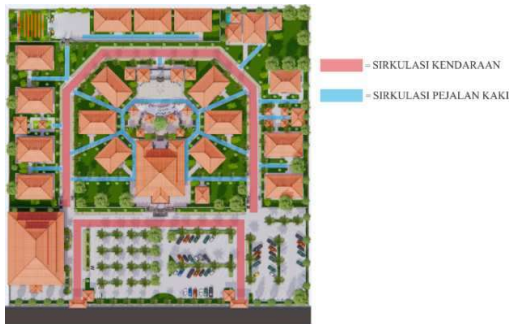 = SIRKULASI KENDARAAN
= SIRKULASI PEJALAN KAKI